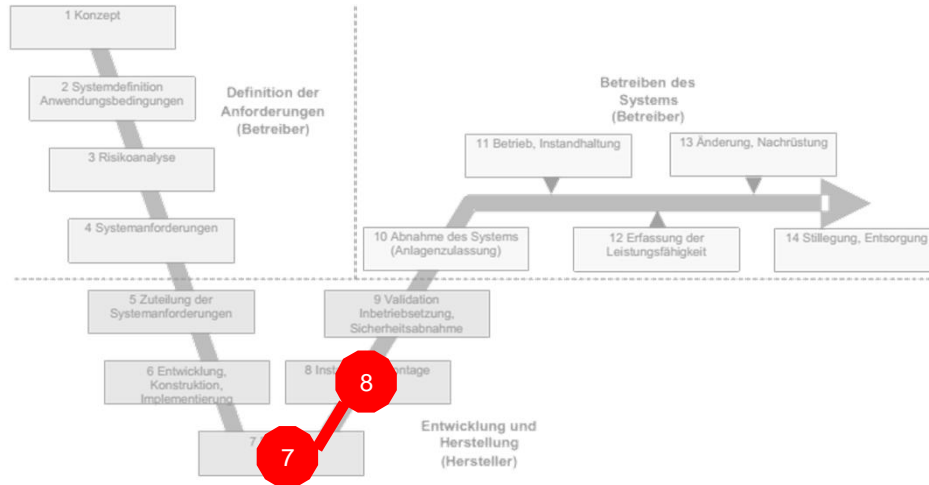 1 Konzept
2 Systemdefinition
Anwendungsbedingungen
3 Risikoanalyse
4 Systemanforderungen
Definition der
Anforderungen
(Betreiber)
Betreiben des
Systems
(Betreiber)
11 Betrieb, Instandhaltung
13 Änderung, Nachrüstung
10 Abnahme des Systems
(Anlagenzulassung)
12 Erfassung der
Leistungsfähigkeit
14 Stillegung, Entsorgung
5 Zuteilung der
Systemanforderungen
9 Validation
Inbetriebsetzung,
Sicherheitsabnahme
6 Entwicklung,
Konstruktion,
Implementierung
8
8
7
7
Entwicklung und
Herstellung
(Hersteller)